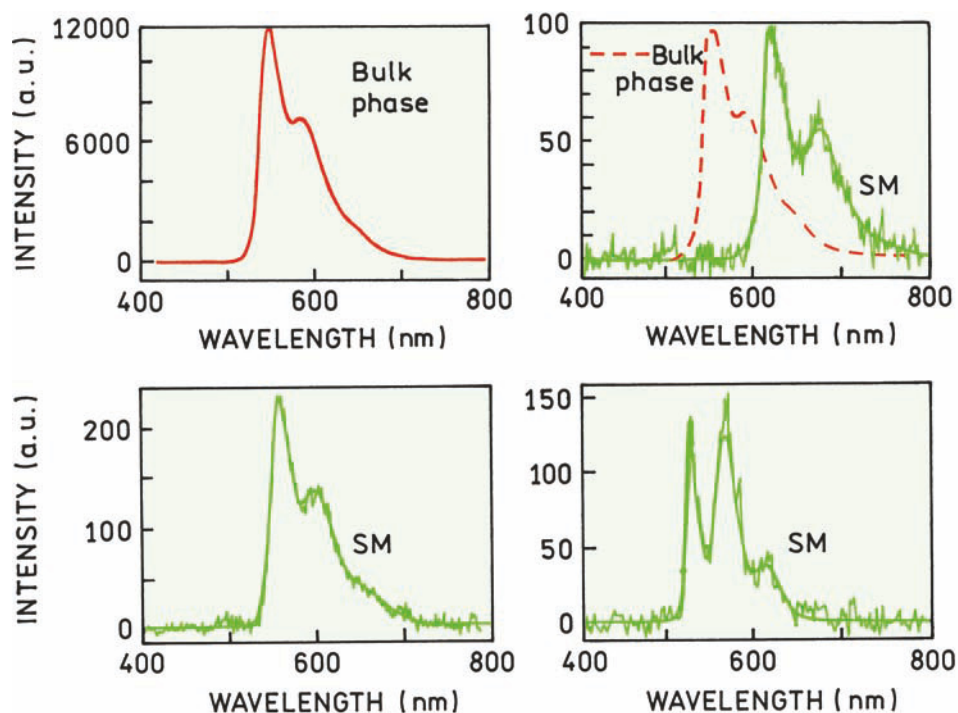 INTENSITY (a.u.)
12000
6000
0
Bulk
phase
400
600
800
WAVELENGTH (nm)
100
50
0
Bulk
phase
SM
400
600
800
WAVELENGTH (nm)
INTENSITY (a.u.)
200
100
0
SM
400
600
800
WAVELENGTH (nm)
150
100
50
0
SM
400
600
800
WAVELENGTH (nm)